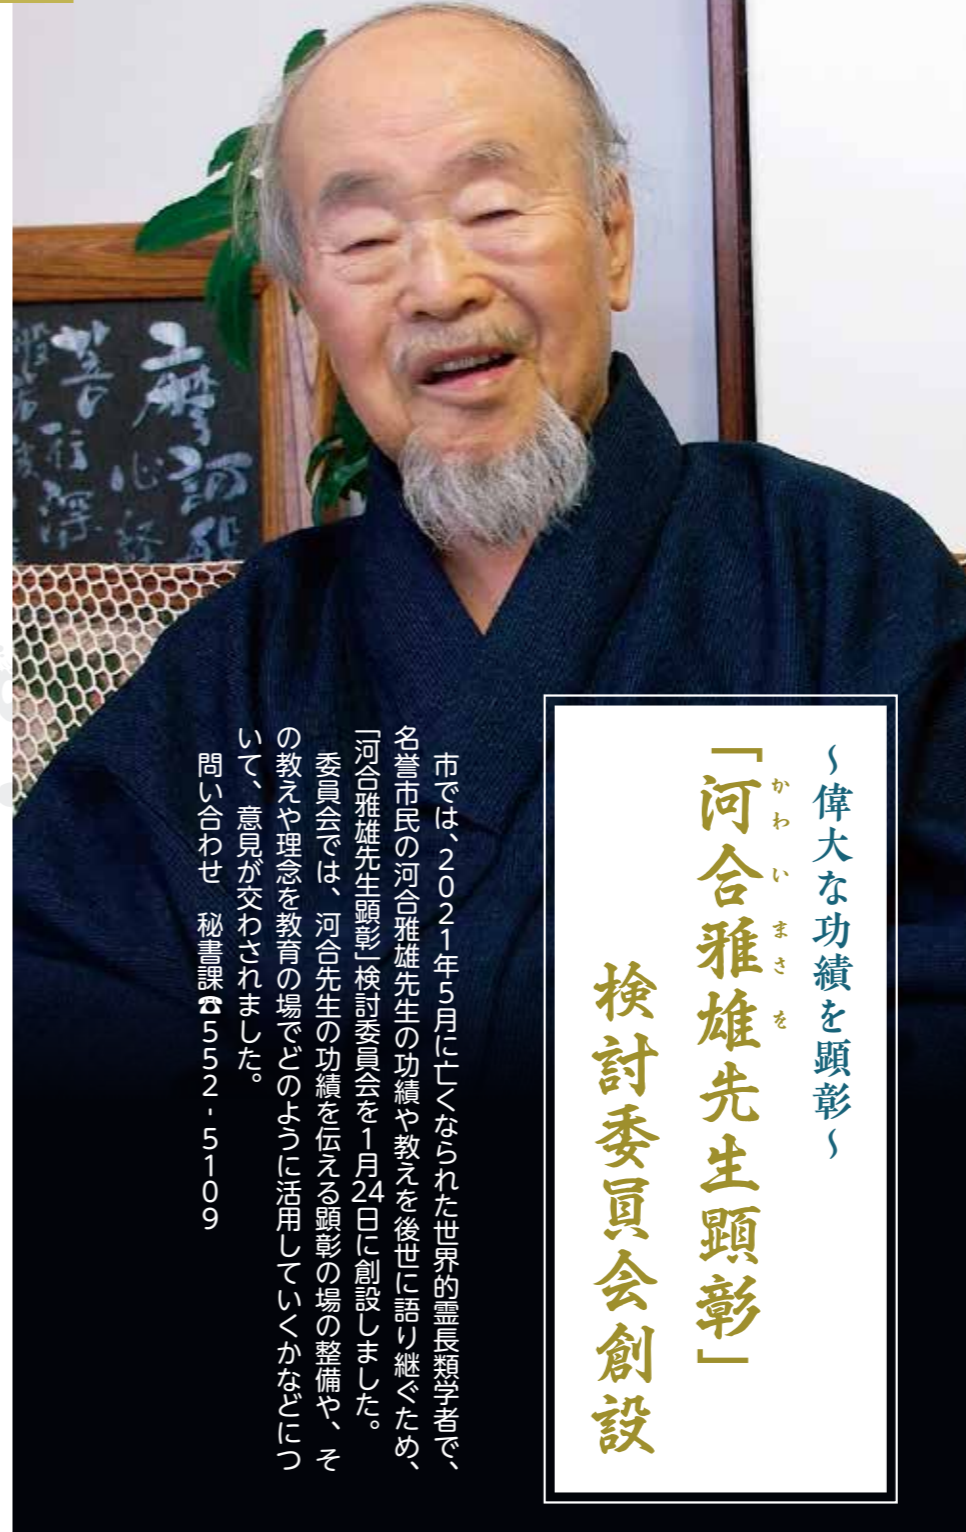 ～偉大な功績を顕彰～
「河合雅雄先生顕彰」
かわいまさを
検討委員会創設
市では、2021年5月に亡くなられた世界的霊長類学者で、
名誉市民の河合雅雄先生の功績や教えを後世に語り継ぐため、
「河合雅雄先生顕彰」検討委員会を1月24日に創設しました。
委員会では、河合先生の功績を伝える顕彰の場の整備や、そ
の教えや理念を教育の場でどのように活用していくかなどにつ
いて、意見が交わされました。
問い合わせ　秘書課☎552-5109
摩訶般
心経
菩行深